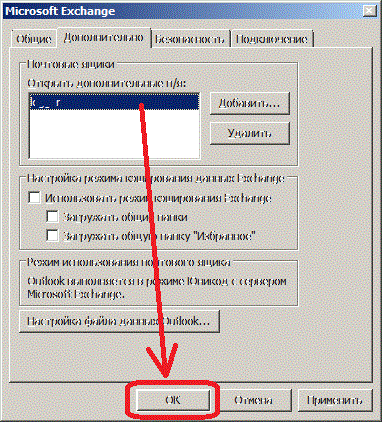 Microsoft Exchange
Общие
Дополнительно
Безопасность
Подключение
Почтовые ящики
Открыть дополнительные п/я:
Добавить...
Удалить
Настройка режима кэширования данных Exchange
Использовать режим кэширования Exchange
Загружать общие папки
Загружать общую папку "Избранное"
Режим использования почтового ящика
Outlook выполняется в режиме Юникод с сервером
Microsoft Exchange.
Настройка файла данных Outlook...
OK
Отмена
Применить